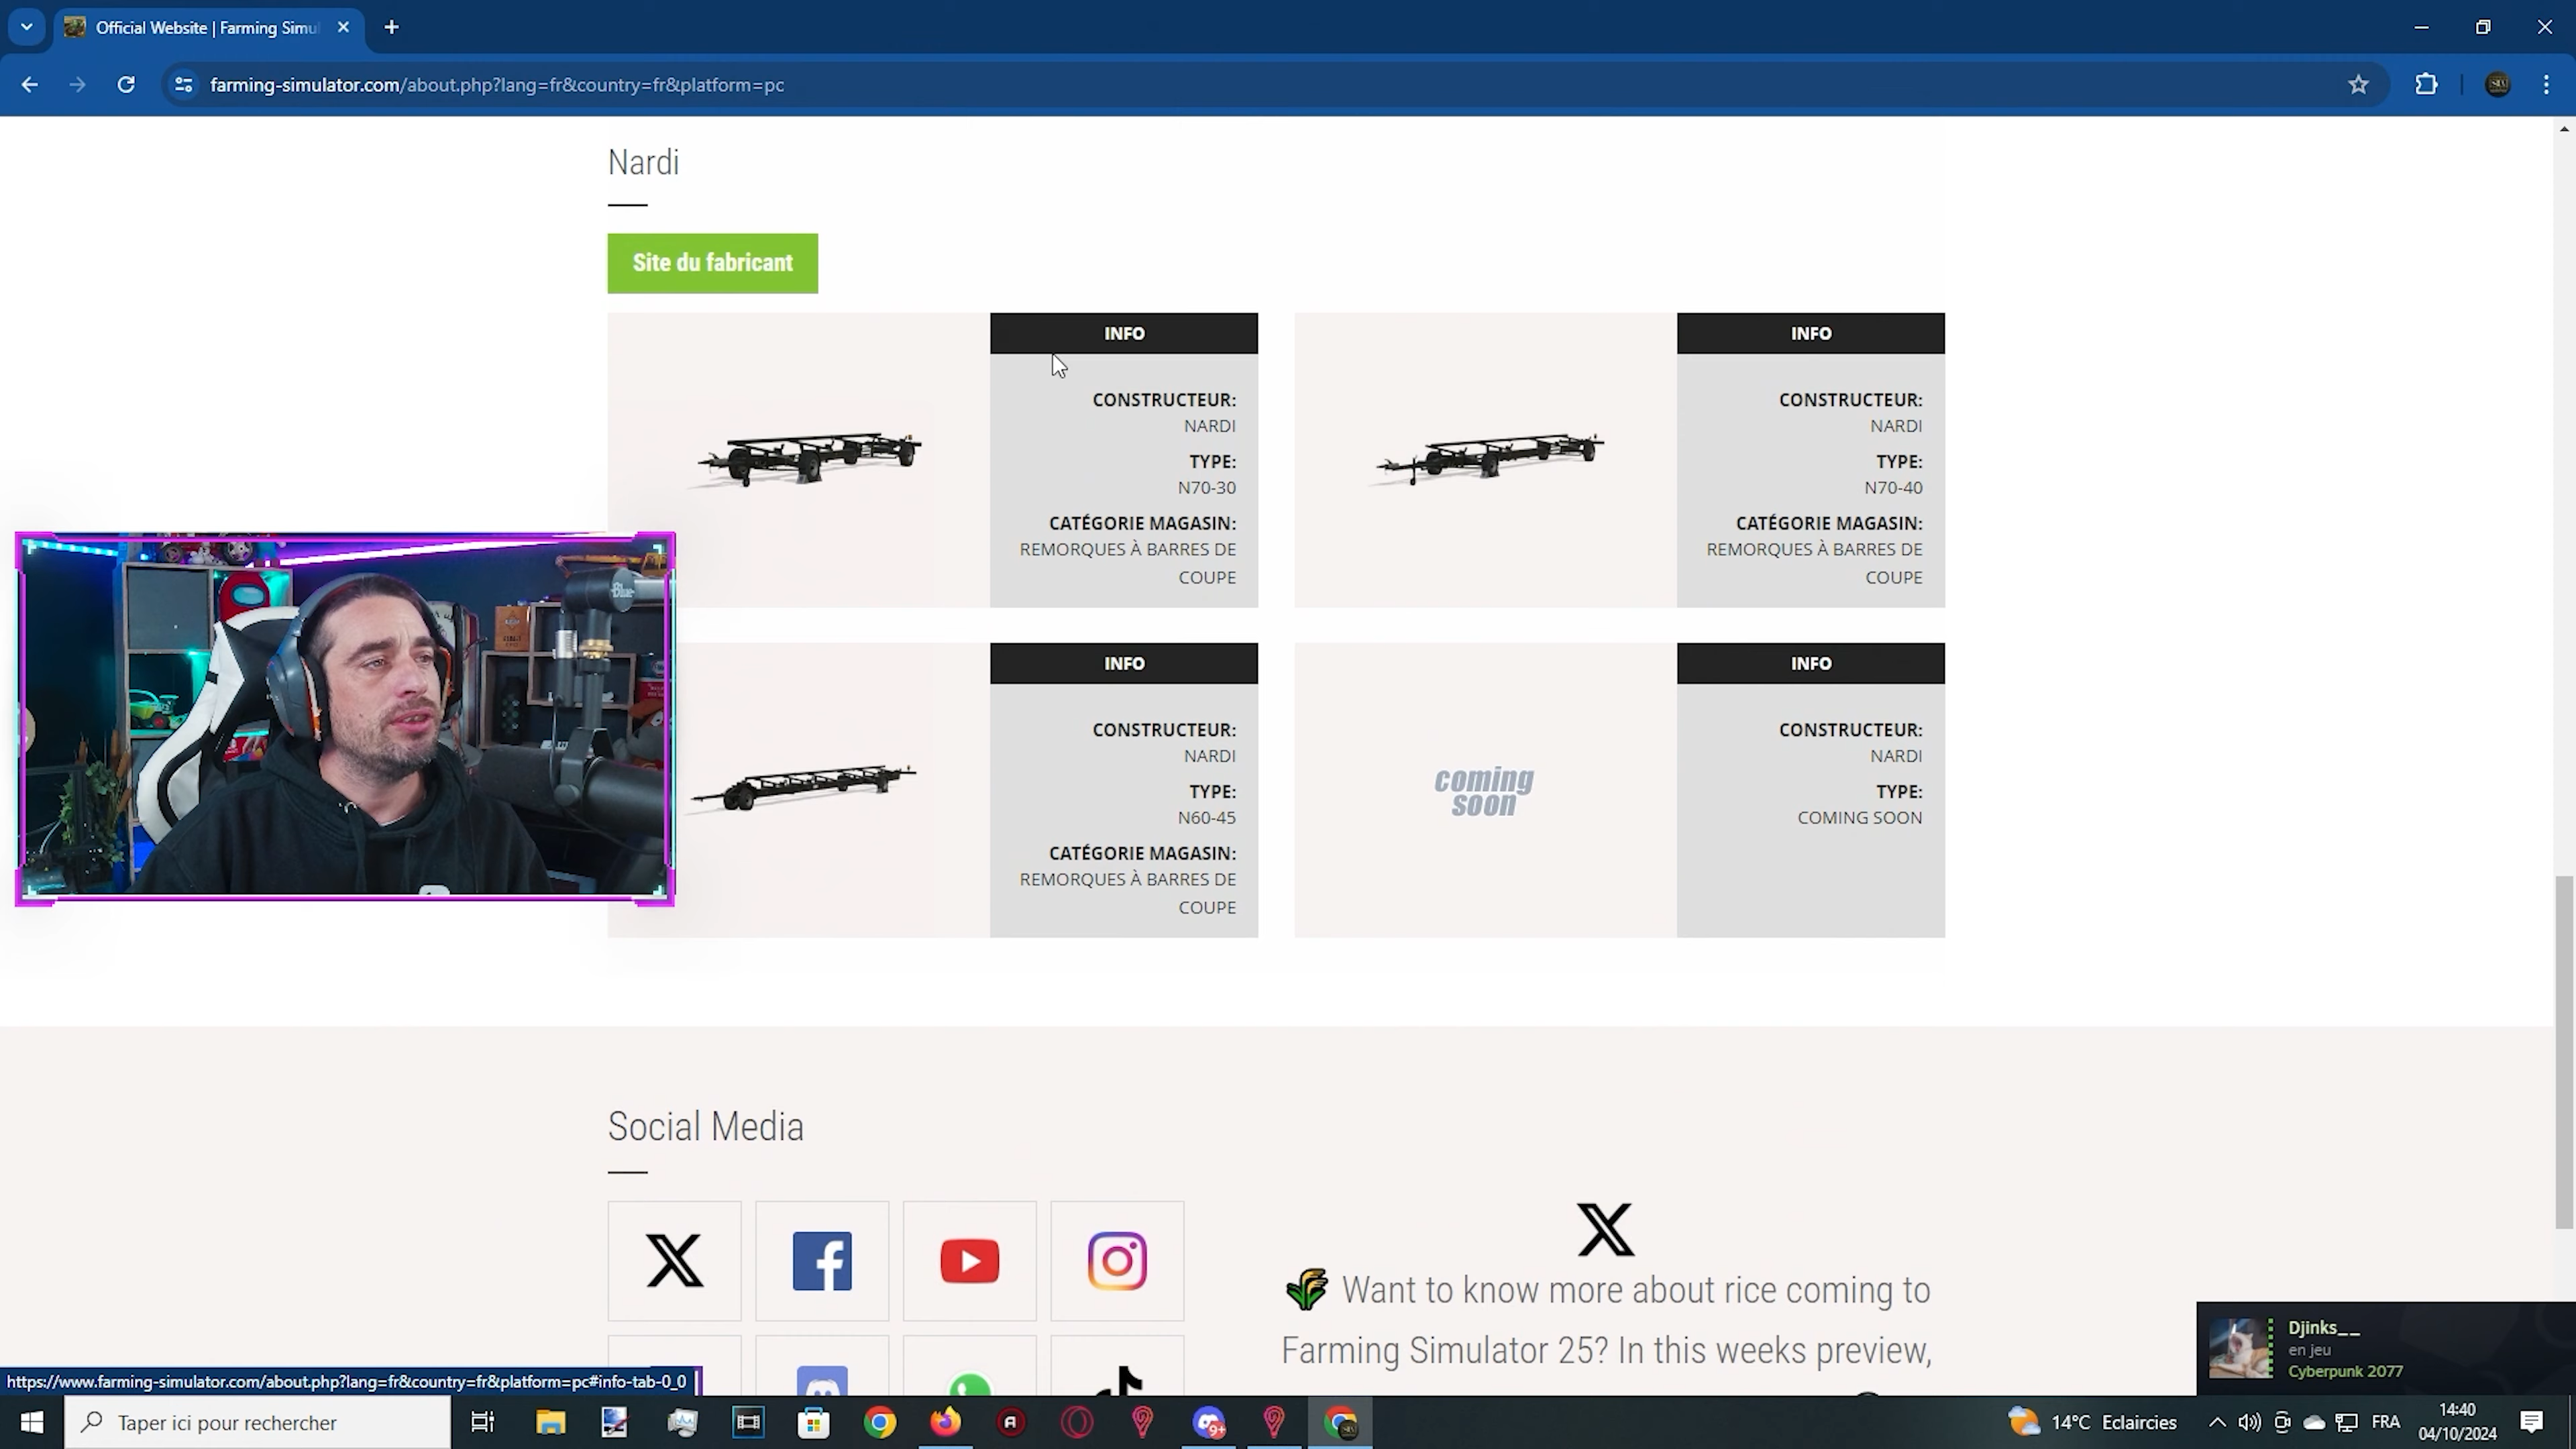 Official Website | Farming Simu
farming-simulator.com/about.php?lang=fr&country=fr&platform=pc
Nardi
Site du fabricant
INFO
CONSTRUCTEUR:
NARDI
TYPE:
N70-30
CATÉGORIE MAGASIN:
REMORQUES À BARRES DE
COUPE
INFO
CONSTRUCTEUR:
NARDI
TYPE:
N70-40
CATÉGORIE MAGASIN:
REMORQUES À BARRES DE
COUPE
INFO
CONSTRUCTEUR:
NARDI
TYPE:
N60-45
CATÉGORIE MAGASIN:
REMORQUES À BARRES DE
COUPE
coming
soon
INFO
CONSTRUCTEUR:
NARDI
TYPE:
COMING SOON
Blue
Social Media
Want to know more about rice coming to
Farming Simulator 25? In this weeks preview,
Djinks__
en jeu
Cyberpunk 2077
https://www.farming-simulator.com/about.php?lang=fr&country=fr&platform=pc#info-tab-0_0
Taper ici pour rechercher
9+
14°C Eclaircies
FRA
14:40
04/10/2024